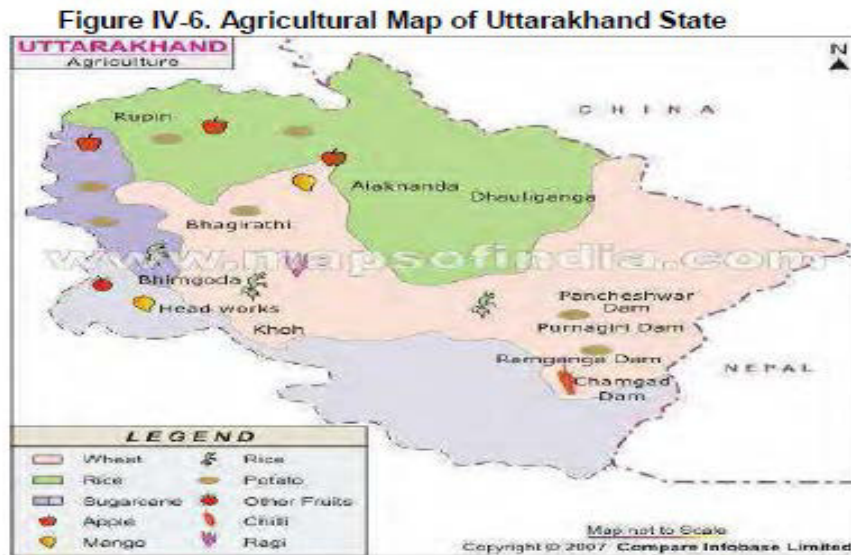 Figure IV-6. Agricultural Map of Uttarakhand State
UTTARAKHAND
Agriculture
N
CHINA
Rupin
Alaknanda
Dhauliganga
Bhagirathi
www.mapsofindia.com
Bhimgoda
Head works
Khoh
Pancheshwar
Dam
Purnagiri Dam
Ramganga Dam
Chamgad
Dam
NEPAL
LEGEND
Wheat
Rice
Rice
Potato
Sugarcane
Other Fruits
Apple
Chilli
Mango
Ragi
Map not to Scale
Copyright © 2007 Compare Infobase Limited